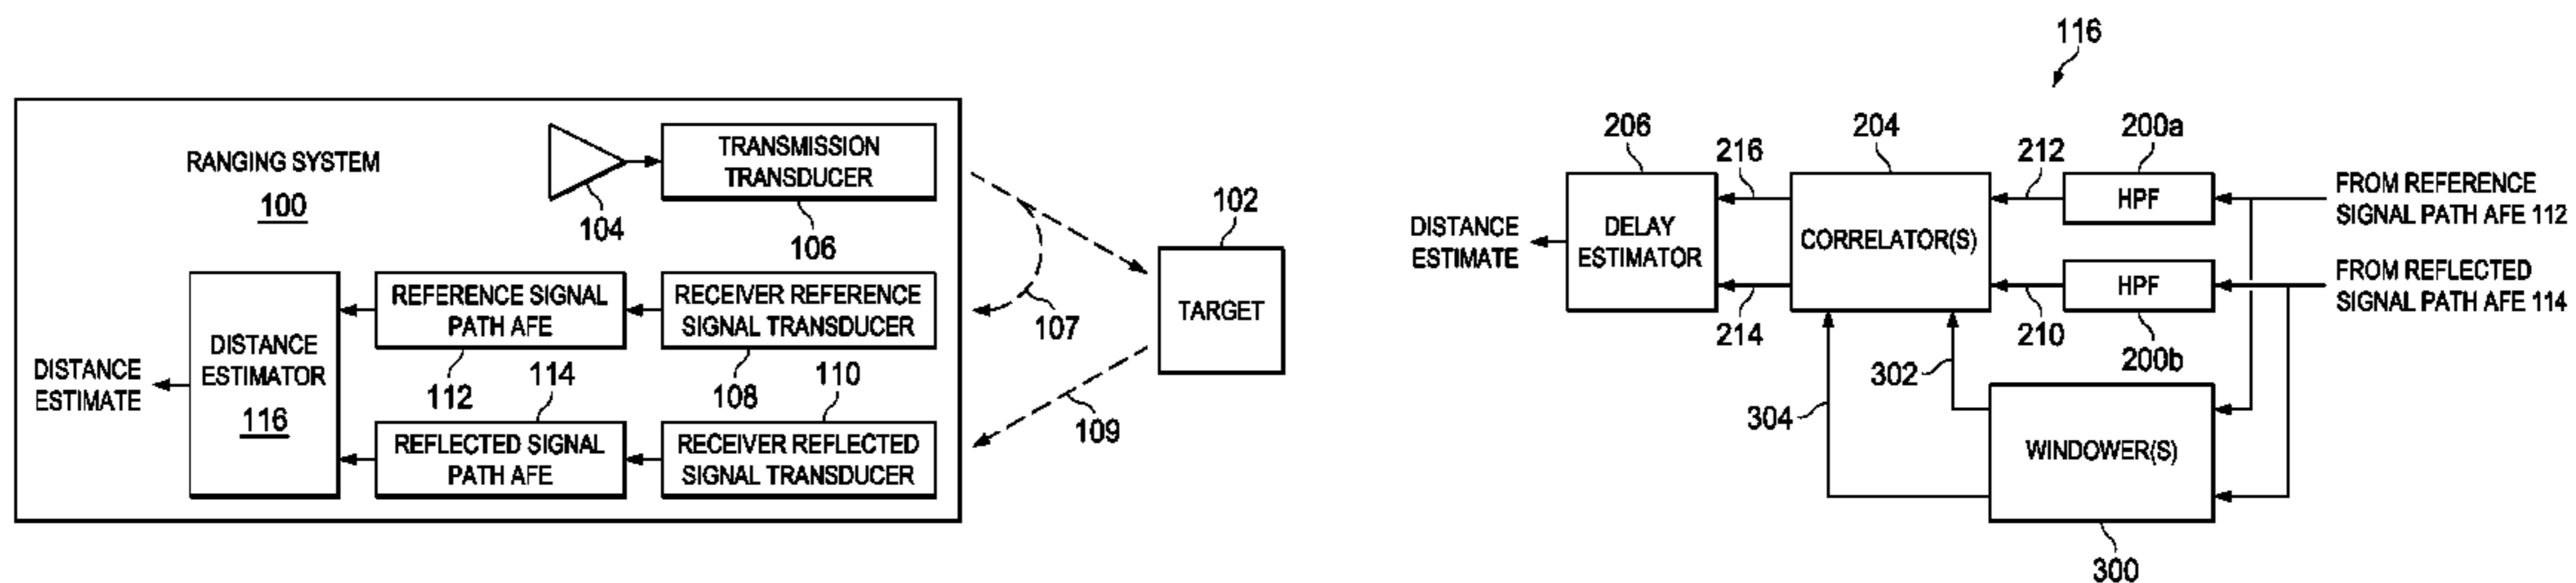 RANGING SYSTEM
100
104
TRANSMISSION
TRANSDUCER
106
102
TARGET
107
109
DISTANCE
ESTIMATE
DISTANCE
ESTIMATOR
116
REFERENCE SIGNAL
PATH AFE
112
RECEIVER REFERENCE
SIGNAL TRANSDUCER
108
114
REFLECTED SIGNAL
PATH AFE
110
RECEIVER REFLECTED
SIGNAL TRANSDUCER
116
206
216
204
212
200a
DISTANCE
ESTIMATE
DELAY
ESTIMATOR
CORRELATOR(S)
HPF
FROM REFERENCE
SIGNAL PATH AFE 112
HPF
FROM REFLECTED
SIGNAL PATH AFE 114
214
210
200b
302
304
WINDOWER(S)
300